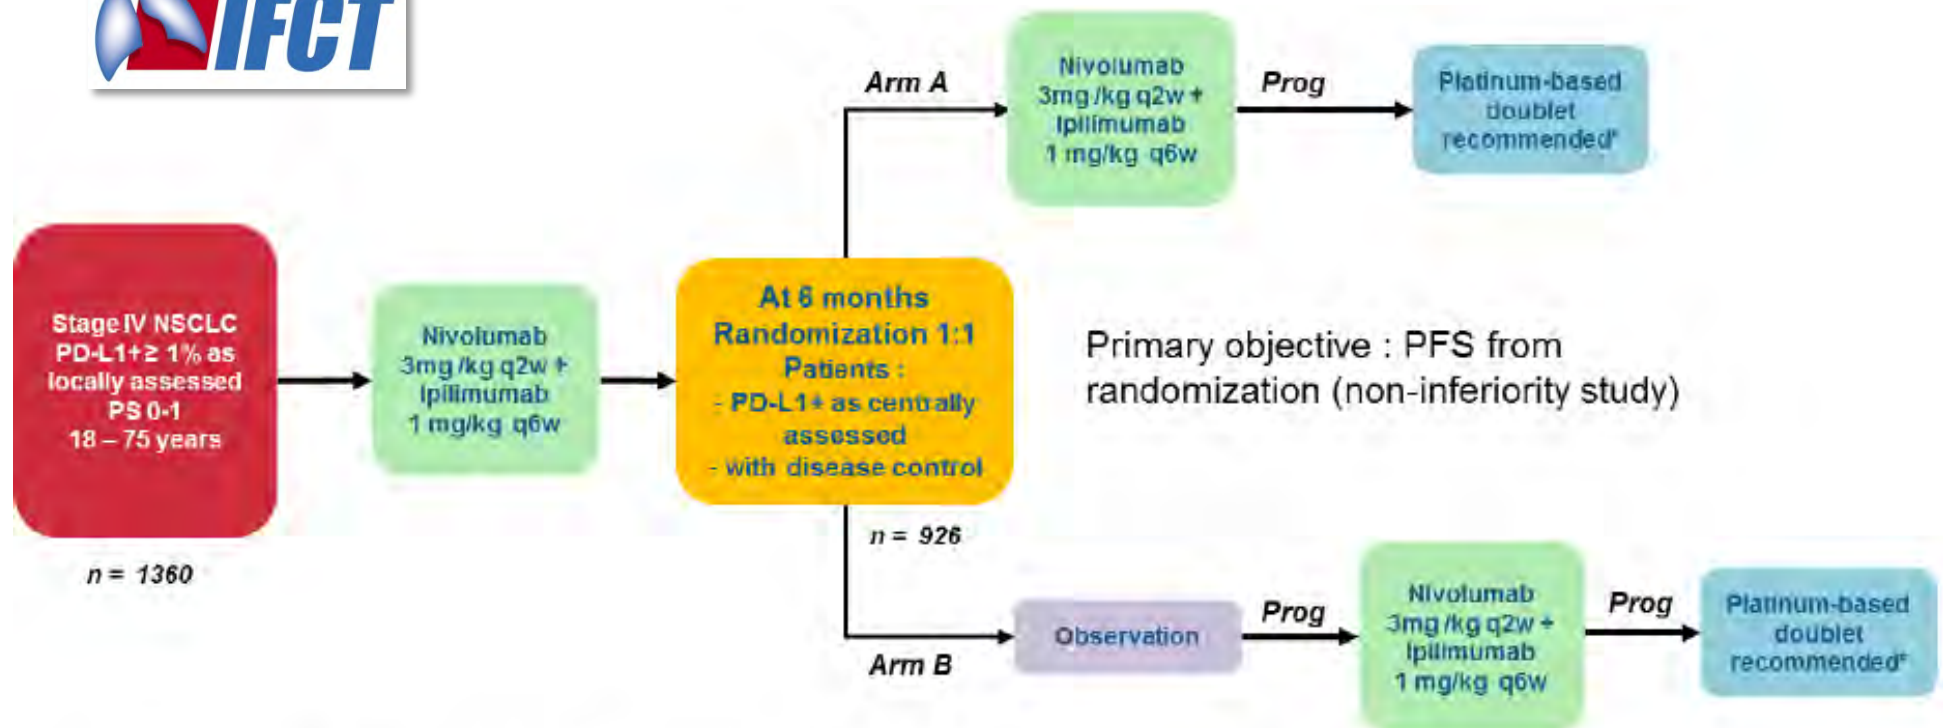 IFCT
Arm A
Nivolumab
3mg /kg q2w +
Ipilimumab
1 mg/kg q6w
Prog
Platinum-based
doublet
recommended*
Stage IV NSCLC
PD-L1+≥ 1% as
locally assessed
PS 0-1
18 – 75 years
n = 1360
Nivolumab
3mg /kg q2w +
Ipilimumab
1 mg/kg q6w
At 6 months
Randomization 1:1
Patients :
- PD-L1+ as centrally
assessed
- with disease control
n = 926
Primary objective : PFS from
randomization (non-inferiority study)
Arm B
Observation
Prog
Nivolumab
3mg /kg q2w +
Ipilimumab
1 mg/kg q6w
Prog
Platinum-based
doublet
recommended*